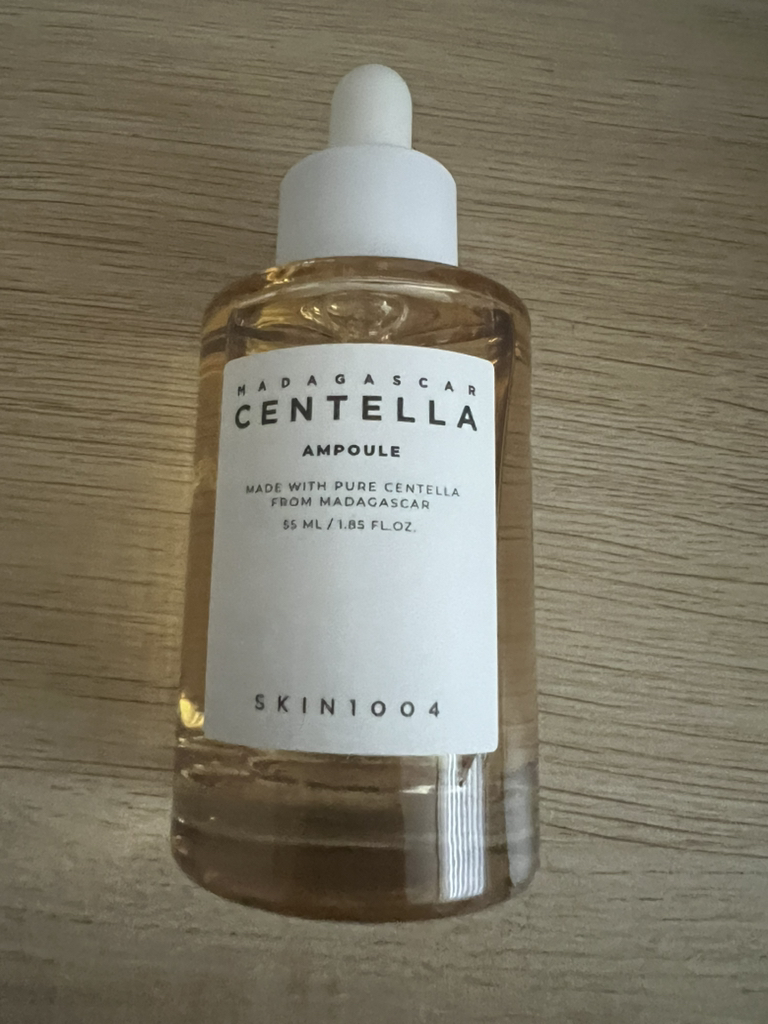 MADAGASCAR
CENTELLA
AMPOULE
MADE WITH PURE CENTELLA
FROM MADAGASCAR
55 ML / 1.85 FL.OZ.
SKIN1004